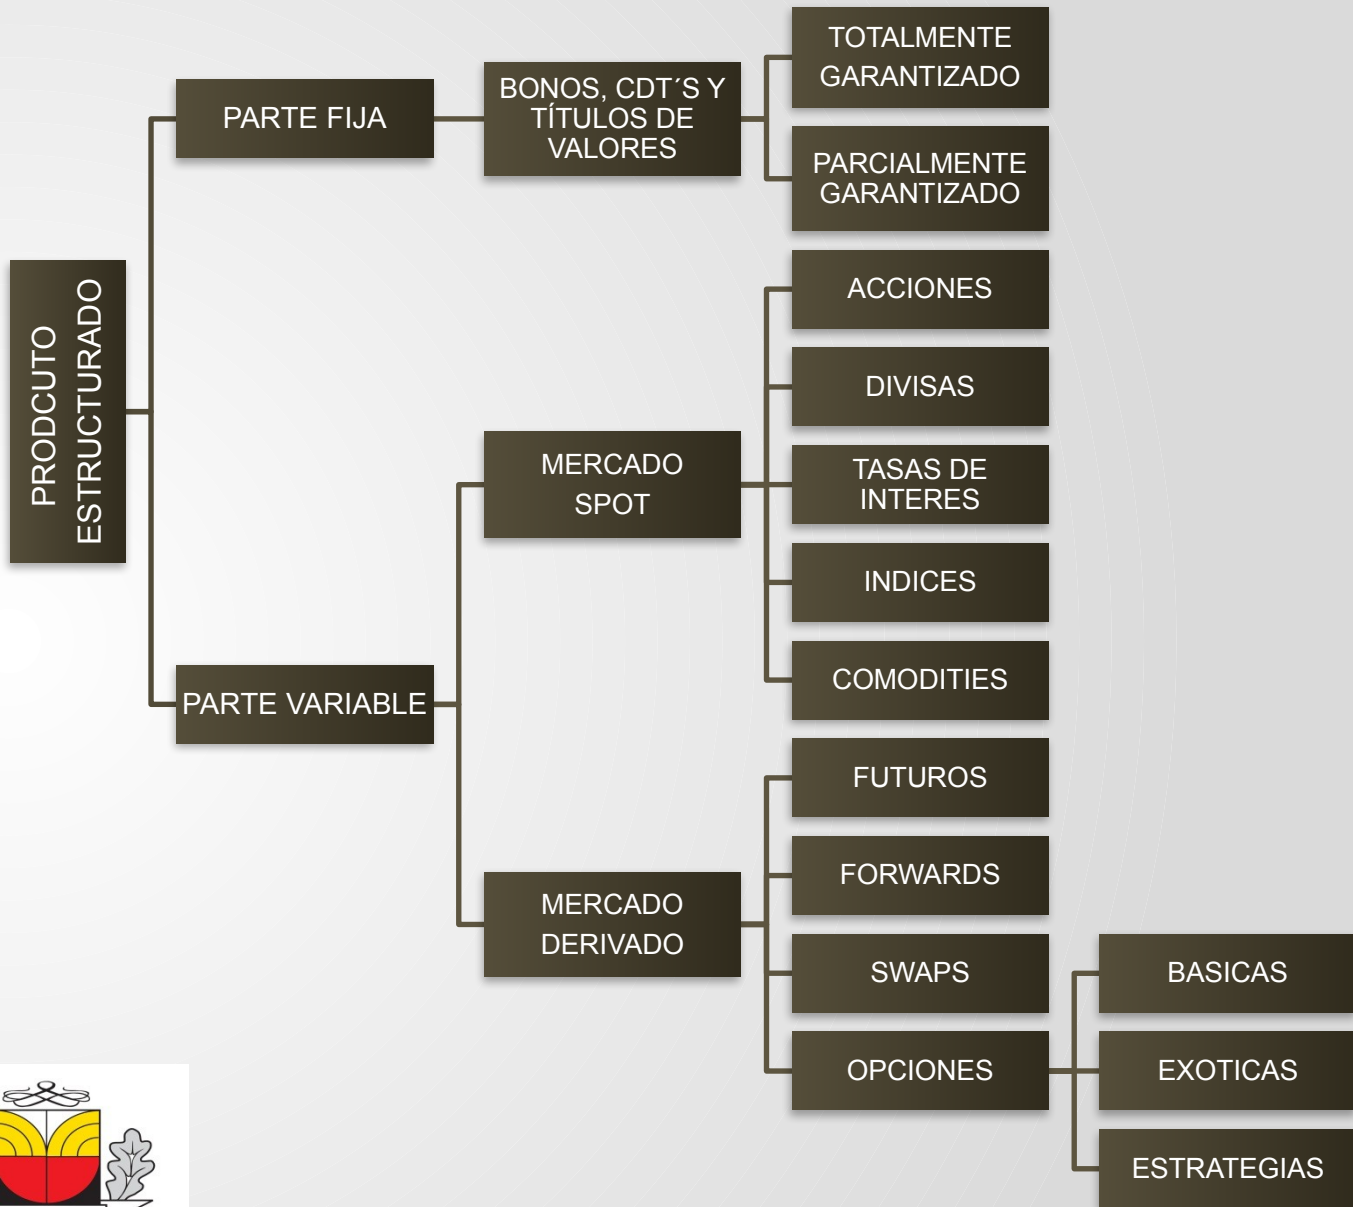 PRODCUTO
ESTRUCTURADO
PARTE FIJA
BONOS, CDT´S Y
TÍTULOS DE
VALORES
TOTALMENTE
GARANTIZADO
PARCIALMENTE
GARANTIZADO
PARTE VARIABLE
MERCADO
SPOT
ACCIONES
DIVISAS
TASAS DE
INTERES
INDICES
COMODITIES
MERCADO
DERIVADO
FUTUROS
FORWARDS
SWAPS
OPCIONES
BASICAS
EXOTICAS
ESTRATEGIAS